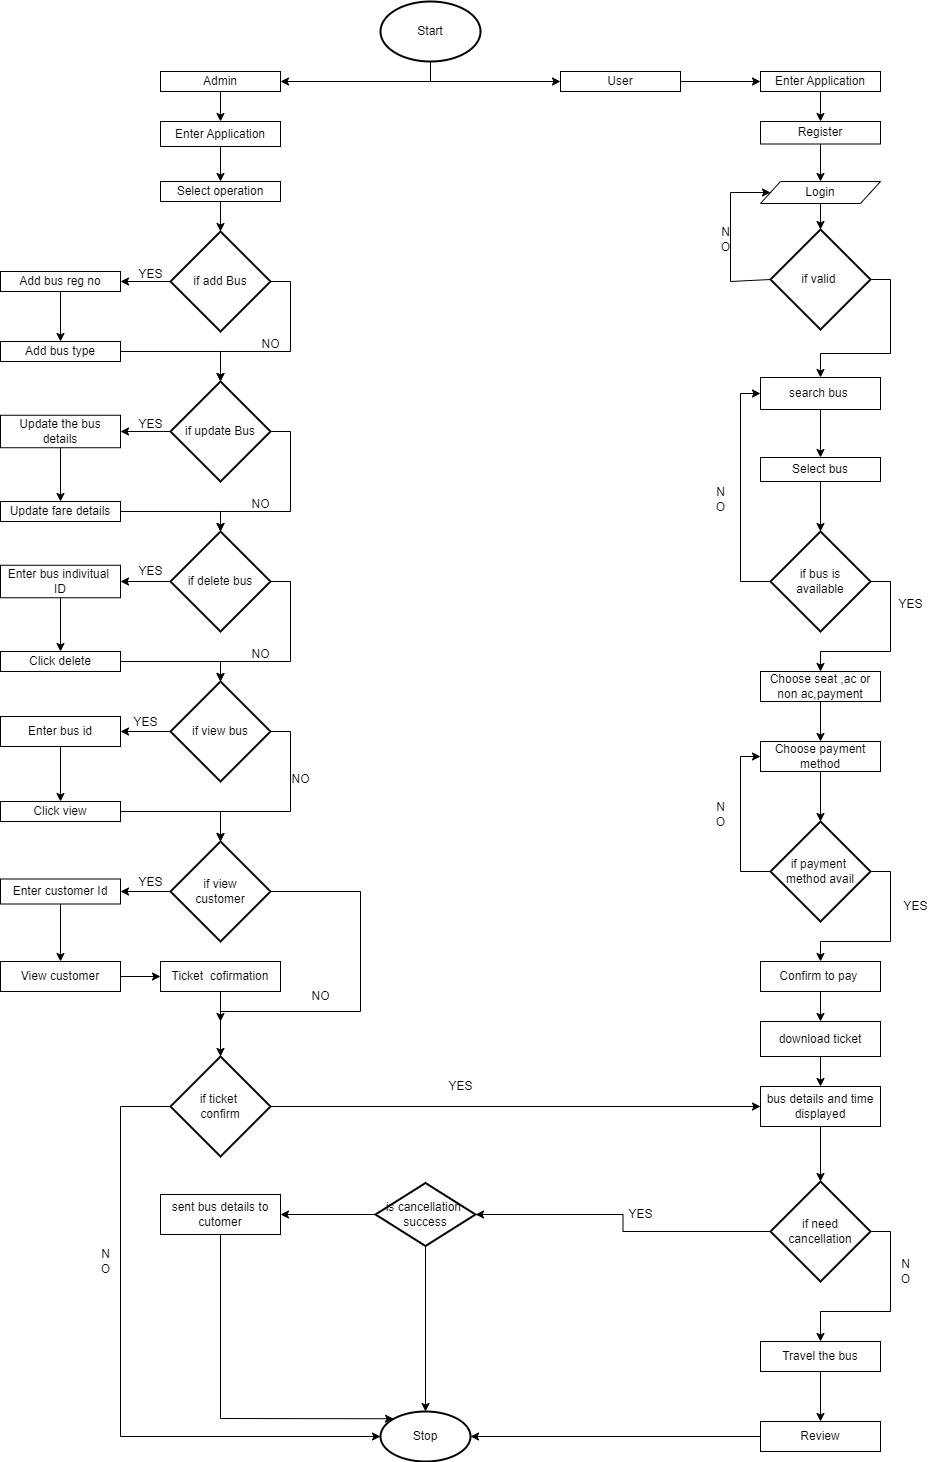 Start
Admin
User
Enter Application
Enter Application
Register
Select operation
Login
N
O
if add Bus
YES
Add bus reg no
if valid
NO
Add bus type
search bus
YES
Update the bus
details
if update Bus
Select bus
N
O
NO
Update fare details
YES
Enter bus indivitual
ID
if delete bus
if bus is
available
YES
NO
Click delete
Choose seat ,ac or
non ac,payment
YES
Enter bus id
if view bus
Choose payment
method
NO
N
O
Click view
YES
Enter customer Id
if view
customer
if payment
method avail
YES
View customer
Ticket  cofirmation
NO
Confirm to pay
download ticket
YES
if ticket
confirm
bus details and time
displayed
sent bus details to
cutomer
is cancellation
success
YES
if need
cancellation
N
O
N
O
Travel the bus
Stop
Review